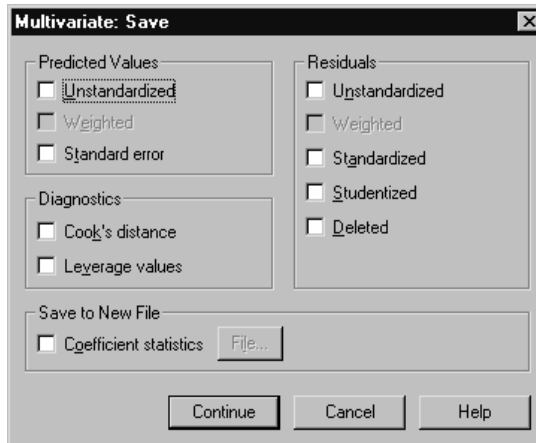 Multivariate: Save
Predicted Values
Unstandardized
Weighted
Standard error
Diagnostics
Cook's distance
Leverage values
Residuals
Unstandardized
Weighted
Standardized
Studentized
Deleted
Save to New File
Coefficient statistics File...
Continue Cancel Help